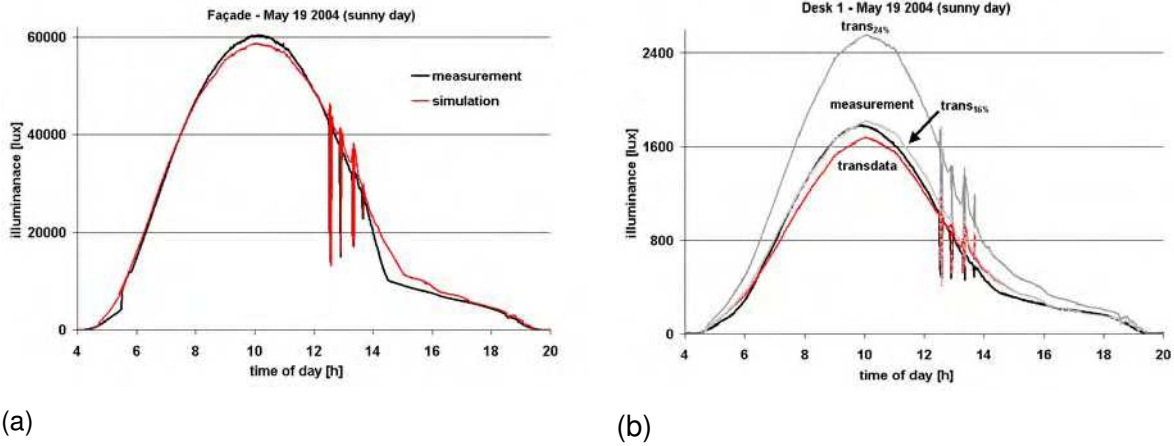 Façade - May 19 2004 (sunny day)
60000
40000
20000
0
illuminanace [lux]
measurement
simulation
4 6 8 10 12 14 16 18 20
time of day [h]
(a)
Desk 1 - May 19 2004 (sunny day)
2400
1600
800
0
illuminance [lux]
trans24%
measurement
trans16%
transdata
4 6 8 10 12 14 16 18 20
time of day [h]
(b)